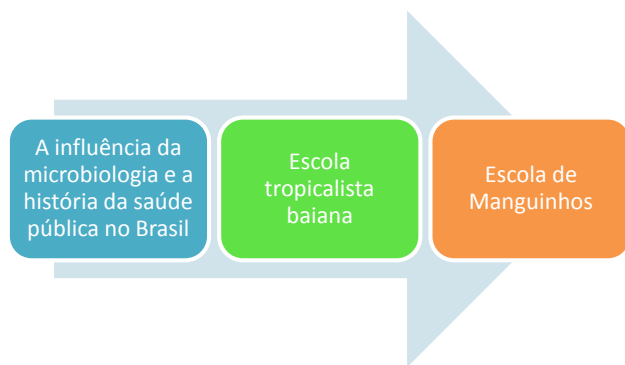 A influência da
microbiologia e a
história da saúde
pública no Brasil
Escola
tropicalista
baiana
Escola de
Manguinhos